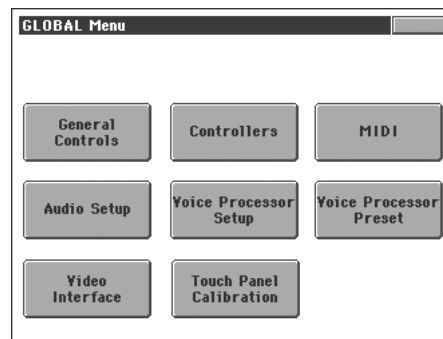 GLOBAL Menu
General
Controls
Controllers
MIDI
Audio Setup
Voice Processor
Setup
Voice Processor
Preset
Video
Interface
Touch Panel
Calibration